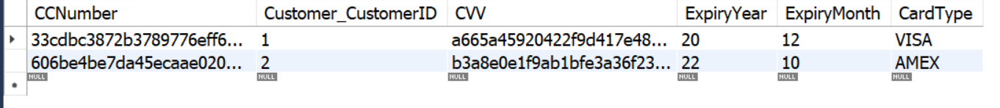 CCNumber Customer_CustomerID CVV ExpiryYear ExpiryMonth CardType
33cdbc3872b3789776eff6... 1 a665a45920422f9d417e48... 20 12 VISA
606be4be7da45ecaae020... 2 b3a8e0e1f9ab1bfe3a36f23... 22 10 AMEX
NULL NULL NULL NULL NULL NULL